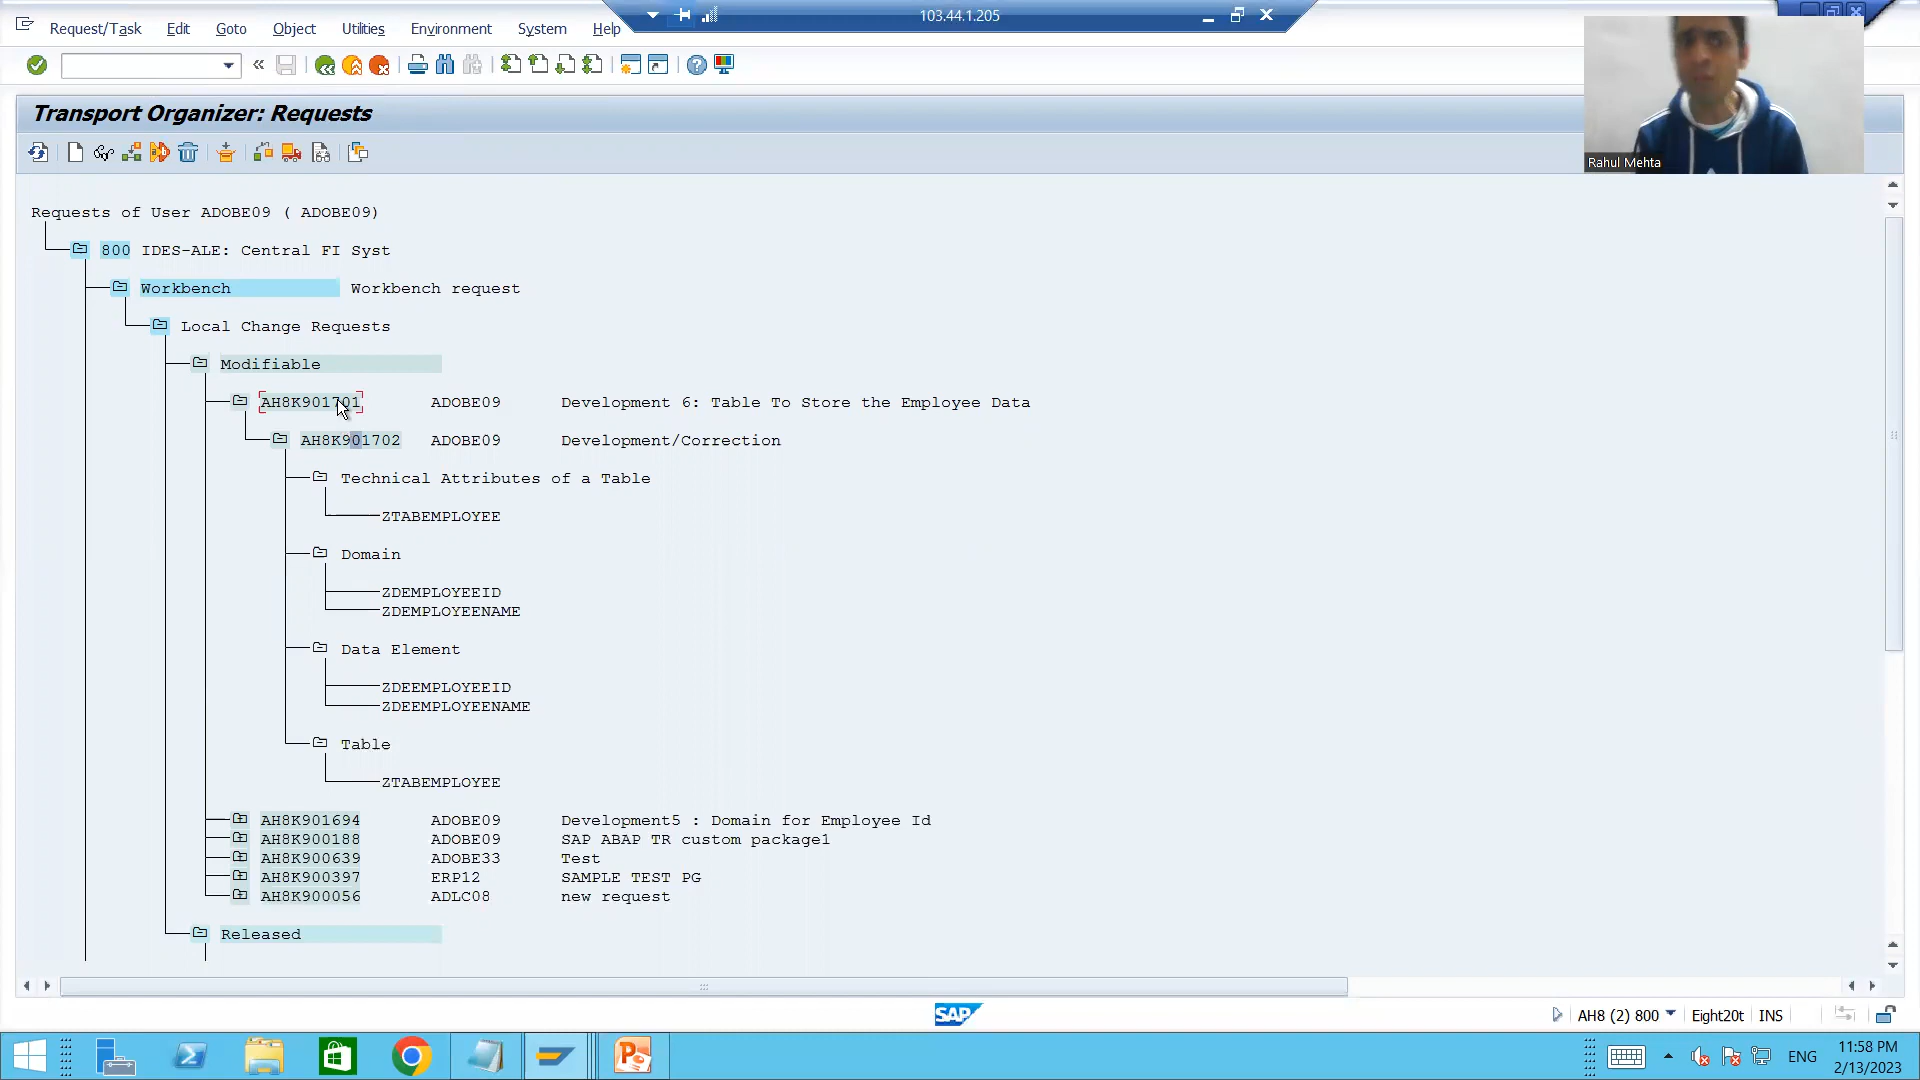 103.44.1.205
Request/Task Edit Goto Object Utilities Environment System Help
Transport Organizer: Requests
Rahul Mehta
Requests of User ADOBE09 ( ADOBE09)
800 IDES-ALE: Central FI Syst
Workbench Workbench request
Local Change Requests
Modifiable
AH8K901701 ADOBE09 Development 6: Table To Store the Employee Data
AH8K901702 ADOBE09 Development/Correction
Technical Attributes of a Table
ZTABEMPLOYEE
Domain
ZDEMPLOYEEID
ZDEMPLOYEENAME
Data Element
ZDEEMPLOYEEID
ZDEEMPLOYEENAME
Table
ZTABEMPLOYEE
AH8K901694 ADOBE09 Development5 : Domain for Employee Id
AH8K900188 ADOBE09 SAP ABAP TR custom package1
AH8K900639 ADOBE33 Test
AH8K900397 ERP12 SAMPLE TEST PG
AH8K900056 ADLC08 new request
Released
SAP
AH8 (2) 800 Eight20t INS
ENG
11:58 PM
2/13/2023